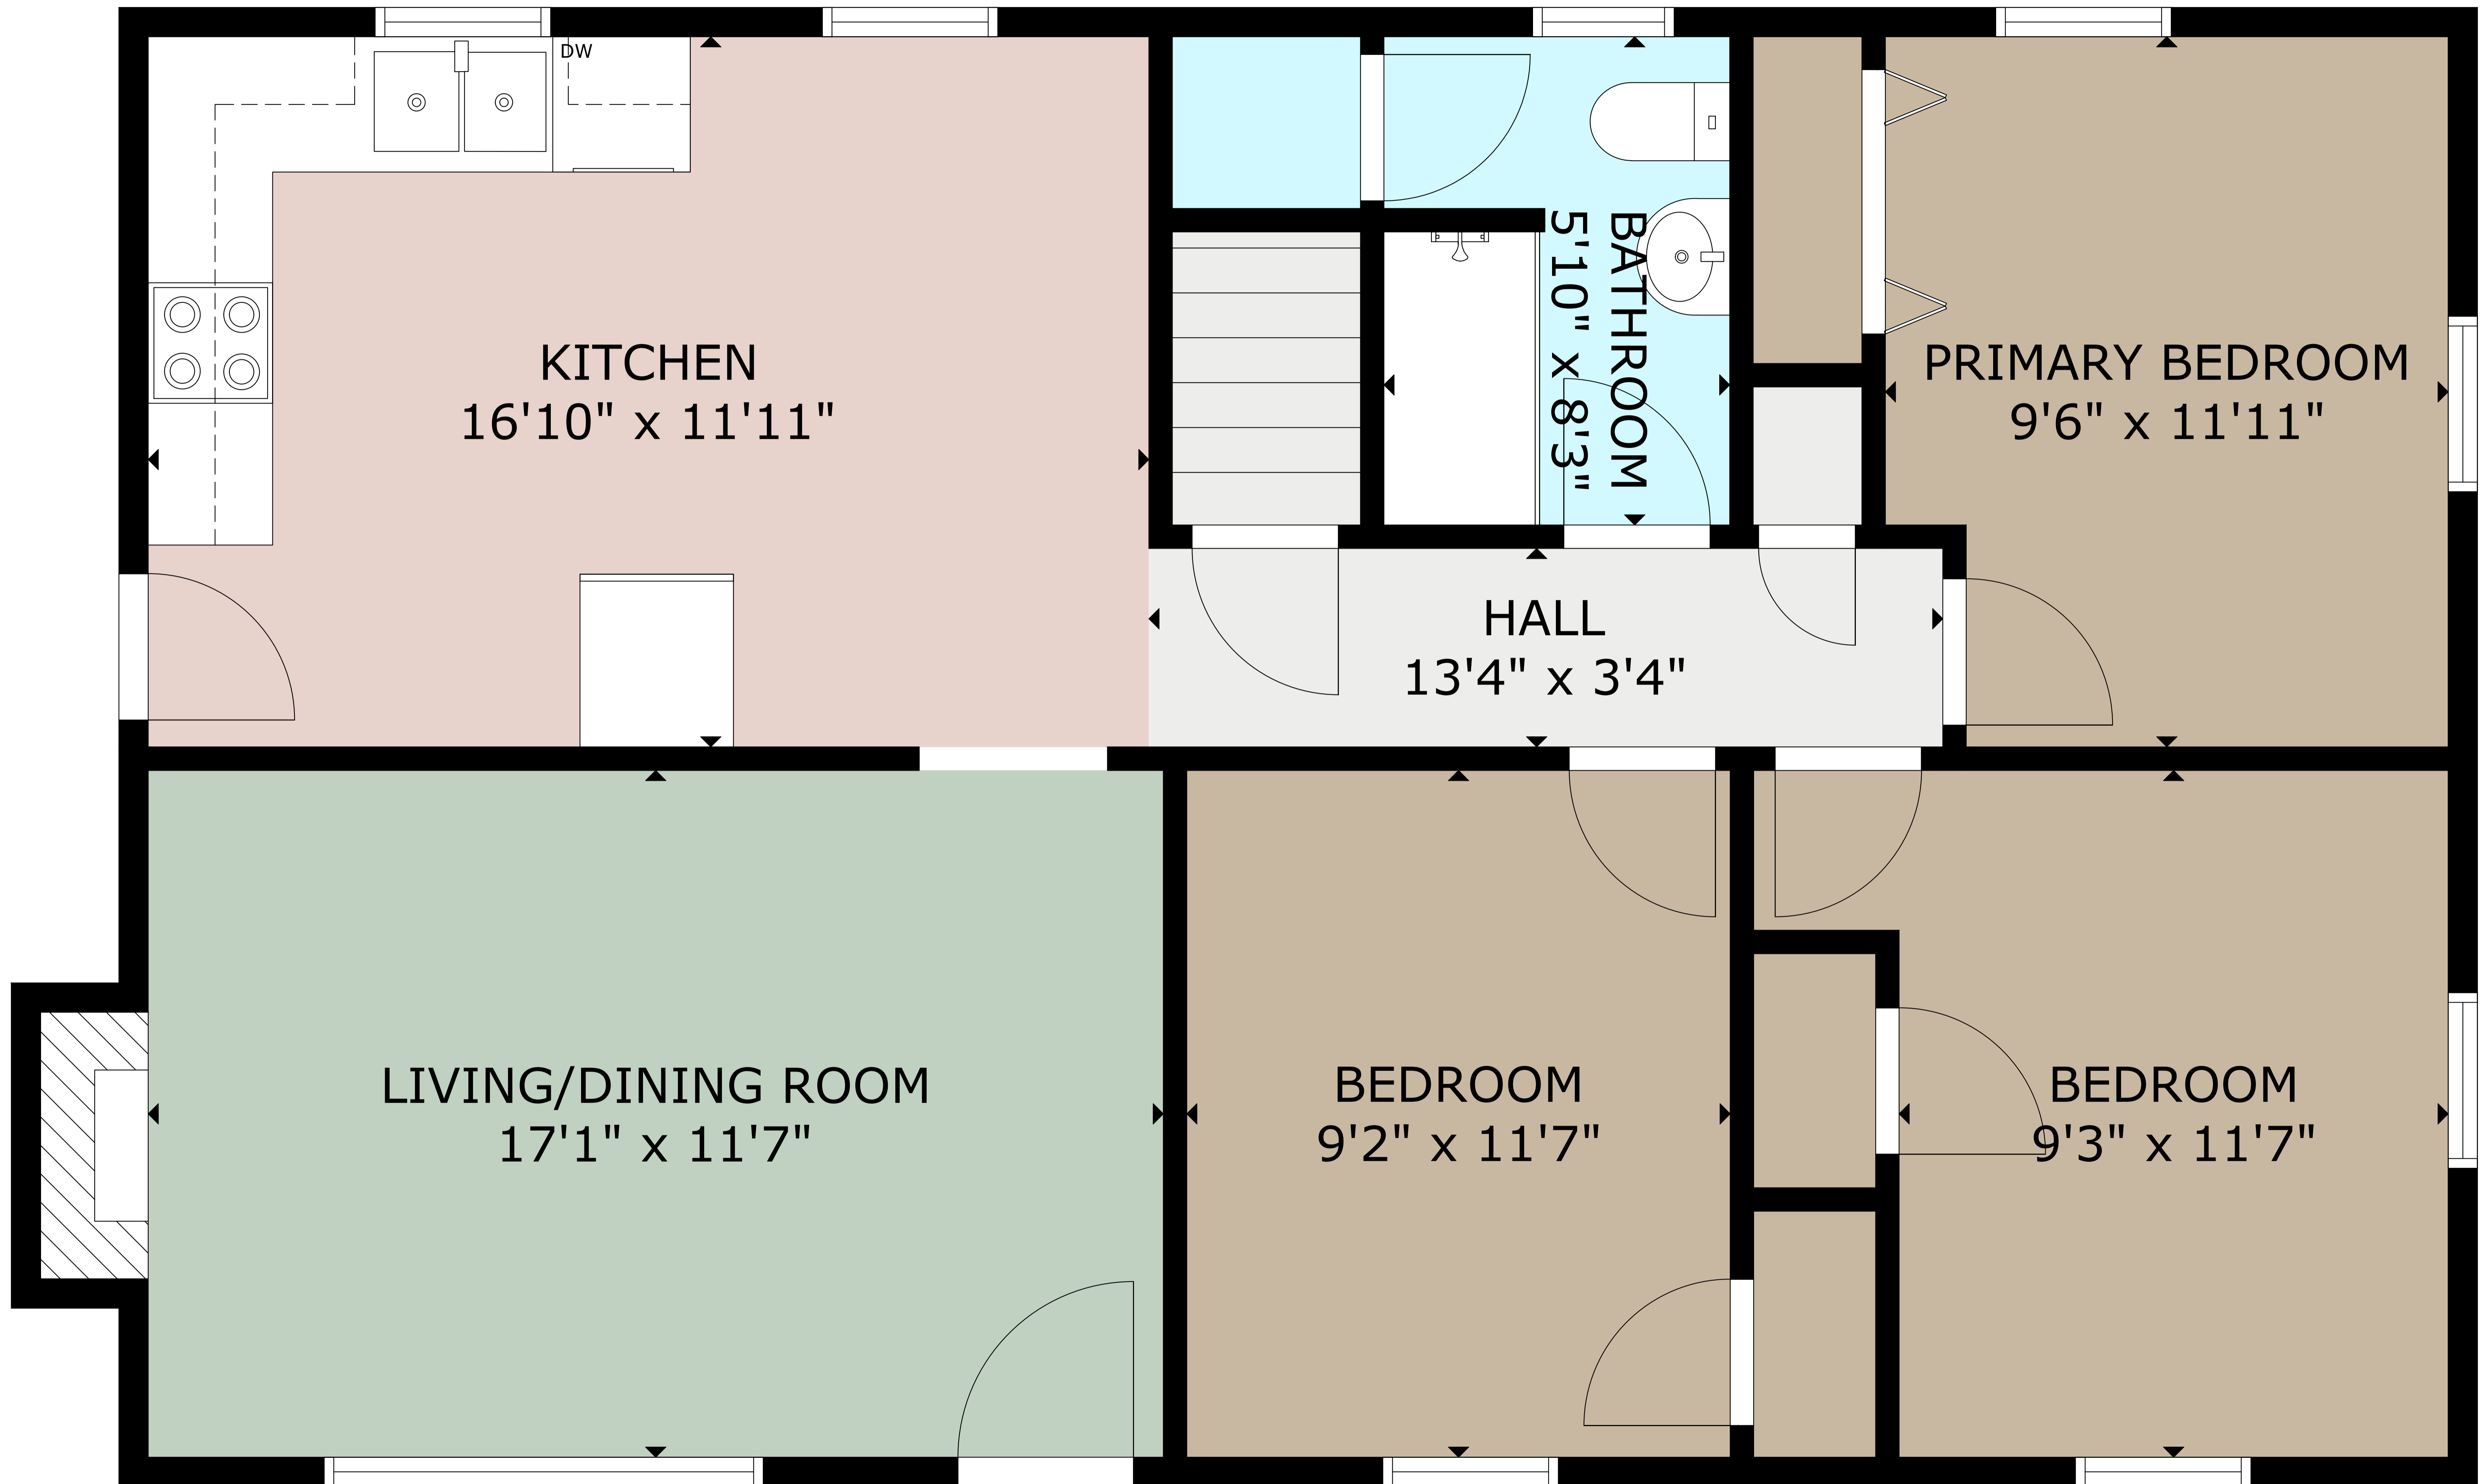 DW
KITCHEN
16'10" x 11'11"
BATHROOM
5'10" x 8'3"
PRIMARY BEDROOM
9'6" x 11'11"
HALL
13'4" x 3'4"
LIVING/DINING ROOM
17'1" x 11'7"
BEDROOM
9'2" x 11'7"
BEDROOM
9'3" x 11'7"